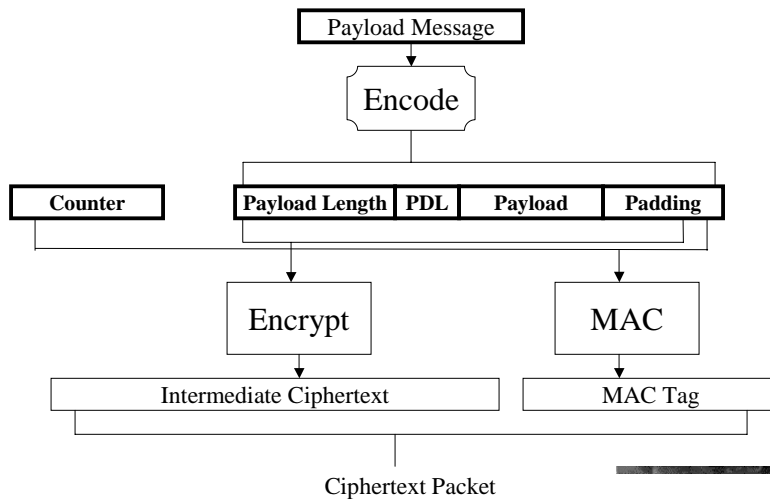 Payload Message
Encode
Counter
Payload Length PDL Payload Padding
Encrypt MAC
Intermediate Ciphertext MAC Tag
Ciphertext Packet